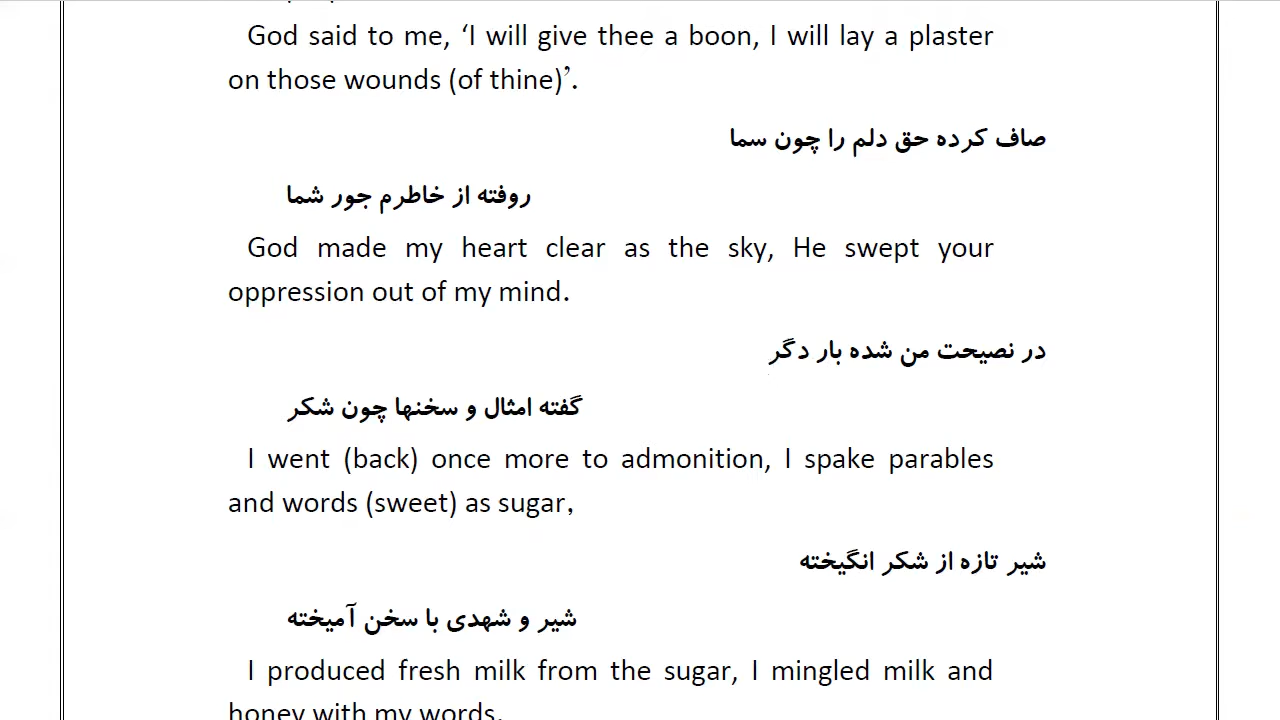 God said to me, ‘I will give thee a boon, I will lay a plaster
on those wounds (of thine)’.
صاف کرده حق دلم را چون سما
روفته از خاطرم جور شما
God made my heart clear as the sky, He swept your
oppression out of my mind.
در نصیحت من شده بار دگر
گفته امثال و سخنها چون شکر
I went (back) once more to admonition, I spake parables
and words (sweet) as sugar,
شیر تازه از شکر انگیخته
شیر و شهدی با سخن آمیخته
I produced fresh milk from the sugar, I mingled milk and
honey with my words.